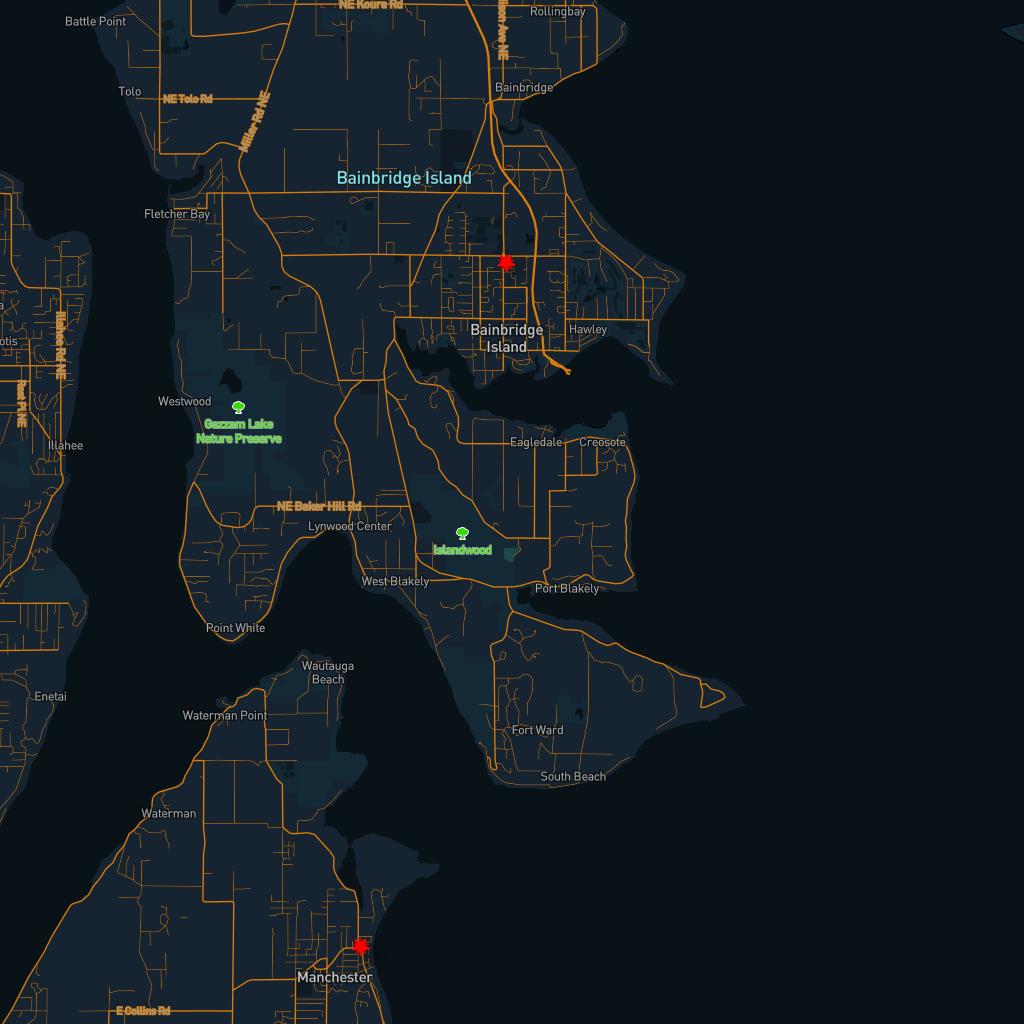 NE Koura Rd
Rollingbay
Battle Point
Bainbridge
Tolo
NE Tolo Rd
Miller Rd NE
Bainbridge Island
Fletcher Bay
Illahee Rd NE
Bainbridge
Island
Hawley
Westwood
Gazzam Lake
Nature Preserve
Illahee
Eagledale
Creosote
NE Baker Hill Rd
Lynwood Center
Islandwood
West Blakely
Port Blakely
Point White
Wautauga
Beach
Enetai
Waterman Point
Fort Ward
South Beach
Waterman
Manchester
E Collins Rd